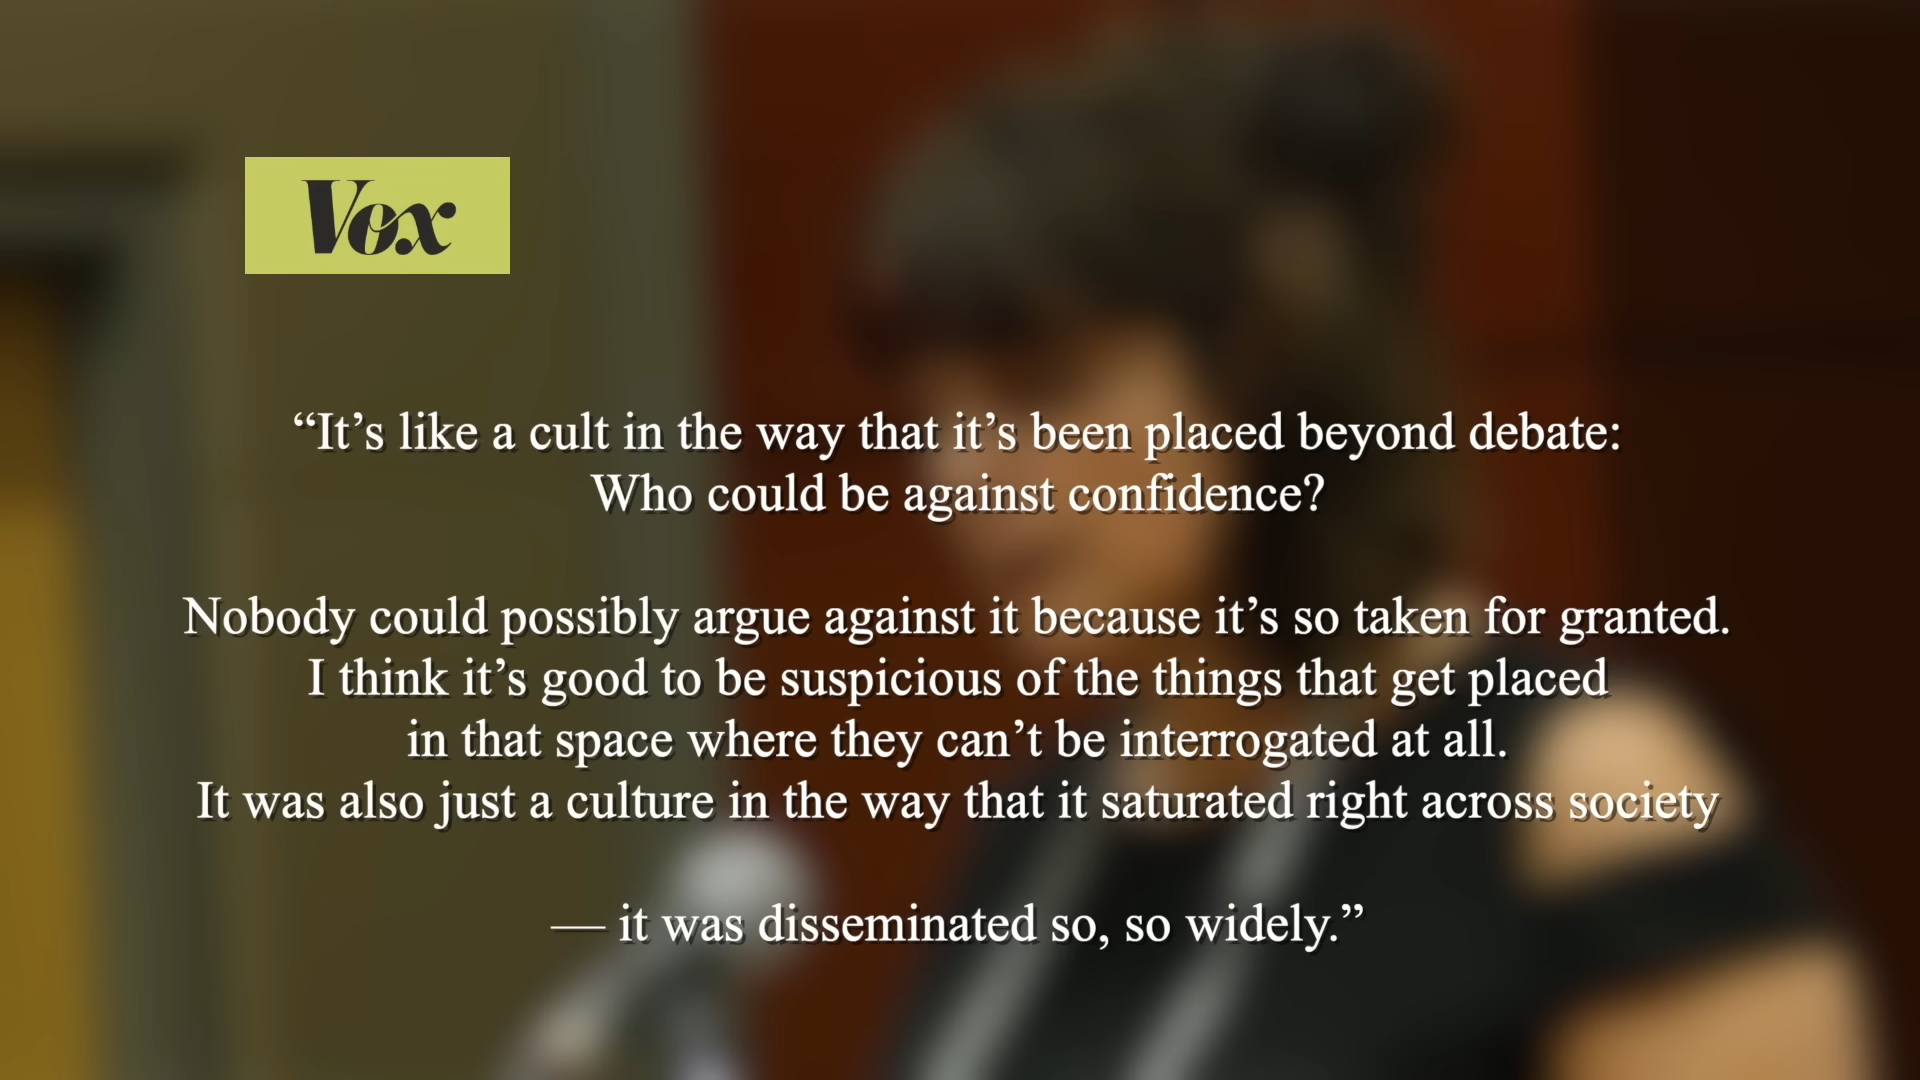 Vox
“It’s like a cult in the way that it’s been placed beyond debate:
Who could be against confidence?
Nobody could possibly argue against it because it’s so taken for granted.
I think it’s good to be suspicious of the things that get placed
in that space where they can’t be interrogated at all.
It was also just a culture in the way that it saturated right across society
— it was disseminated so, so widely.”